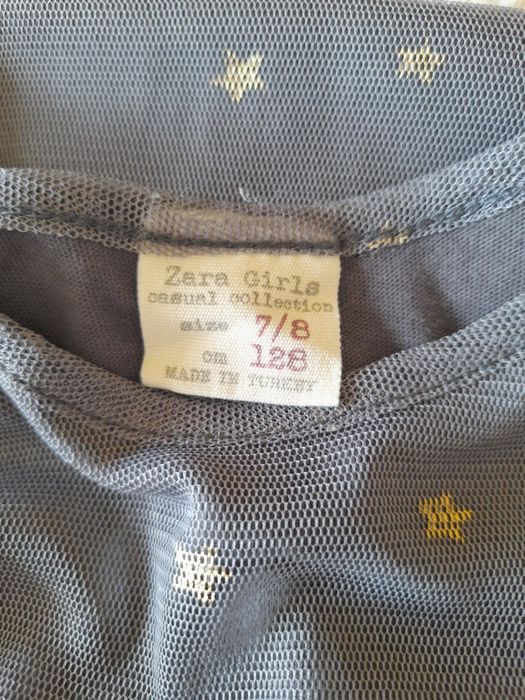 Zara Girls
casual collection
size 7/8
cm 128
MADE IN TURKEY